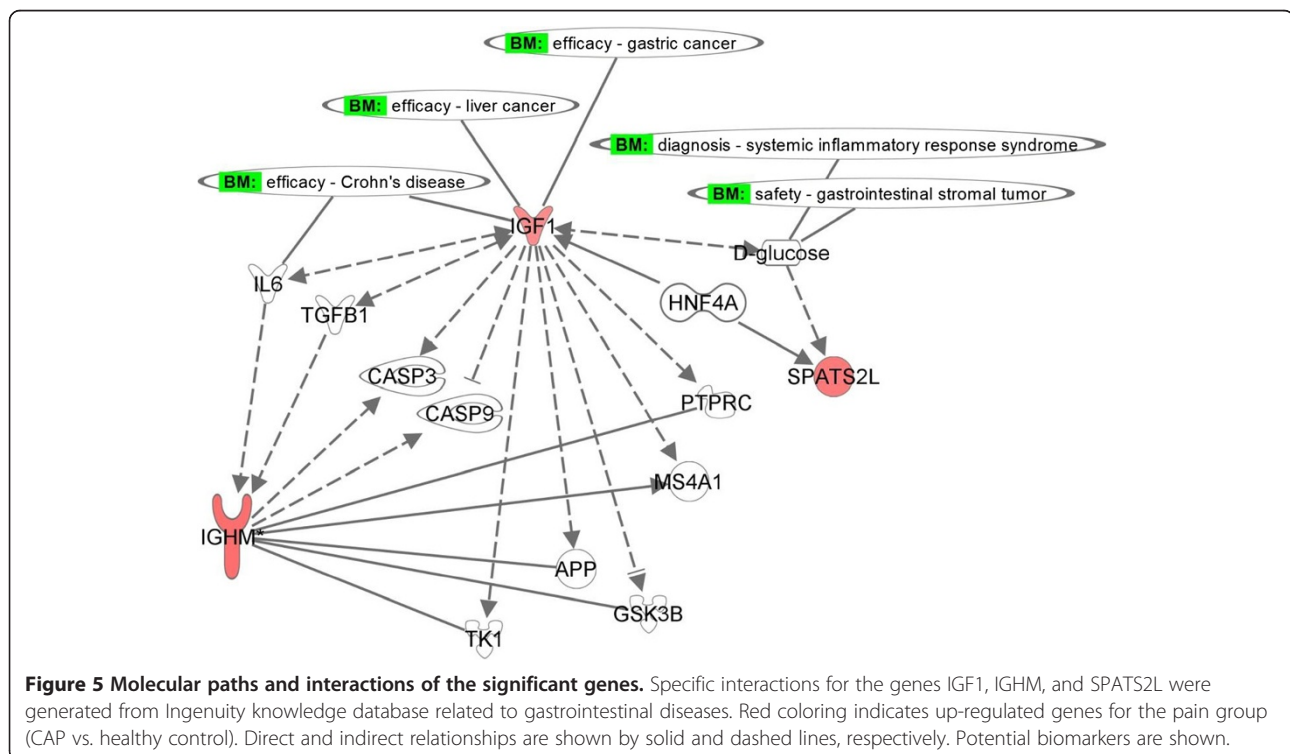 BM: efficacy - gastric cancer
BM: efficacy - liver cancer
BM: diagnosis - systemic inflammatory response syndrome
BM: efficacy - Crohn's disease
BM: safety - gastrointestinal stromal tumor
IGF1
D-glucose
IL6
HNF4A
TGFB1
CASP3
SPATS2L
PTPRC
CASP9
MS4A1
IGHM*
APP
GSK3B
TK1
Figure 5 Molecular paths and interactions of the significant genes. Specific interactions for the genes IGF1, IGHM, and SPATS2L were
generated from Ingenuity knowledge database related to gastrointestinal diseases. Red coloring indicates up-regulated genes for the pain group
(CAP vs. healthy control). Direct and indirect relationships are shown by solid and dashed lines, respectively. Potential biomarkers are shown.